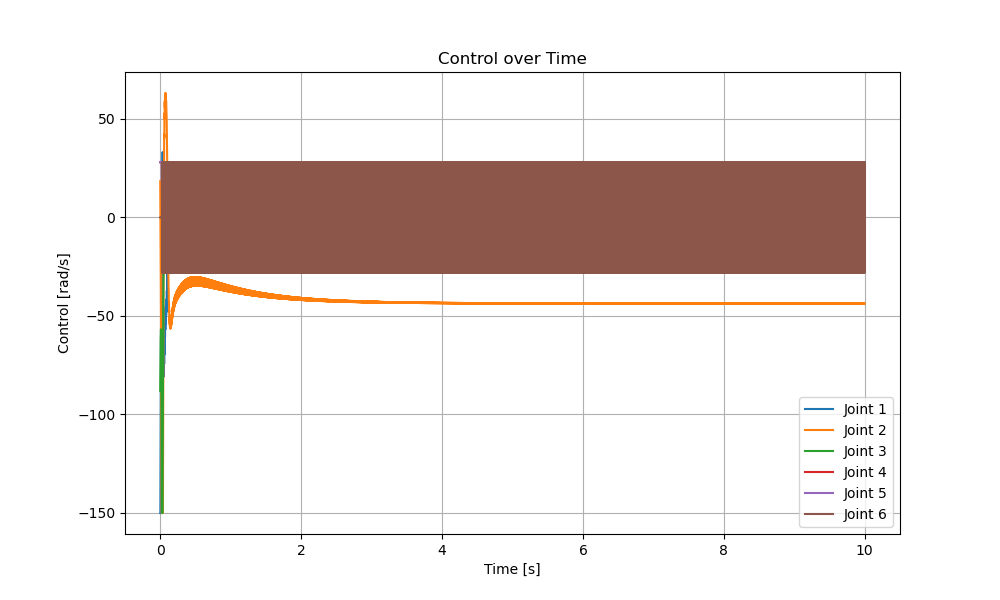 Control over Time
Control [rad/s]
50
0
−50
−100
−150
Joint 1
Joint 2
Joint 3
Joint 4
Joint 5
Joint 6
0
2
4
6
8
10
Time [s]